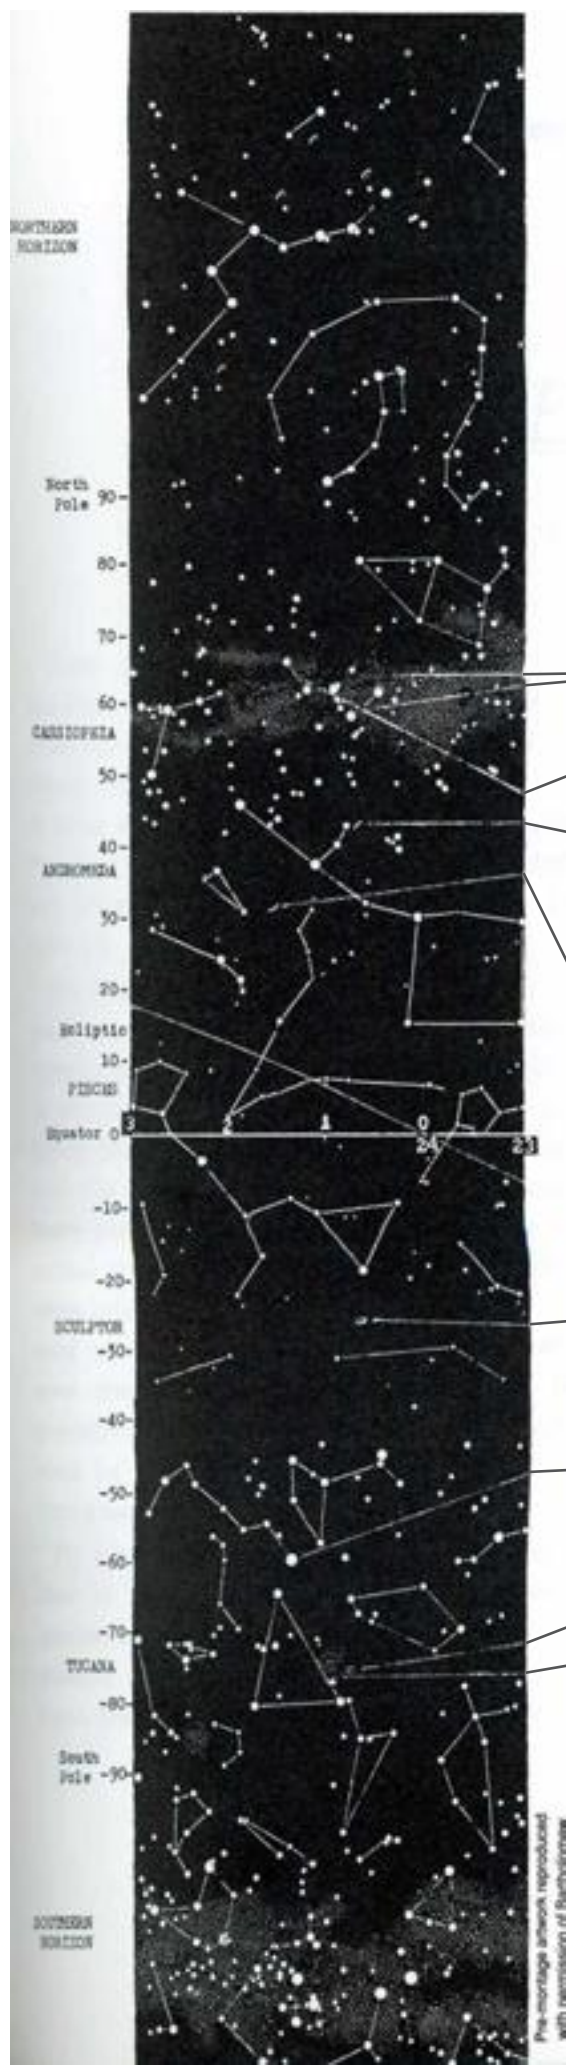 NORTHERN
HORIZON
North
Pole 90-
80-
70-
60-
CASSIOPEIA
50-
40-
ANDROMEDA
30-
20-
Ecliptic
10-
PISCES
3 2 1 0
Equator 0
24 23
-10-
-20-
SCULPTOR
-30-
-40-
-50-
-60-
-70-
TUCANA
-80-
South
Pole -90-
SOUTHERN
HORIZON
Pre-montage artwork reproduced
with permission of Bartholomew